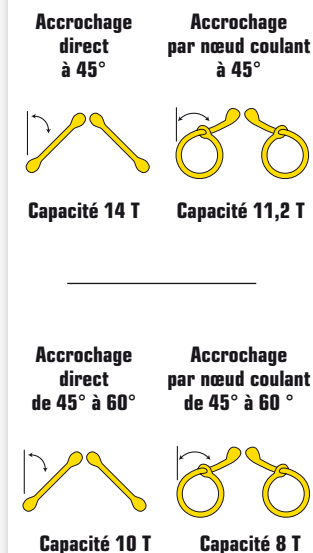 Accrochage
direct
à 45°
Accrochage
par nœud coulant
à 45°
Capacité 14 T
Capacité 11,2 T
Accrochage
direct
de 45° à 60°
Accrochage
par nœud coulant
de 45° à 60 °
Capacité 10 T
Capacité 8 T